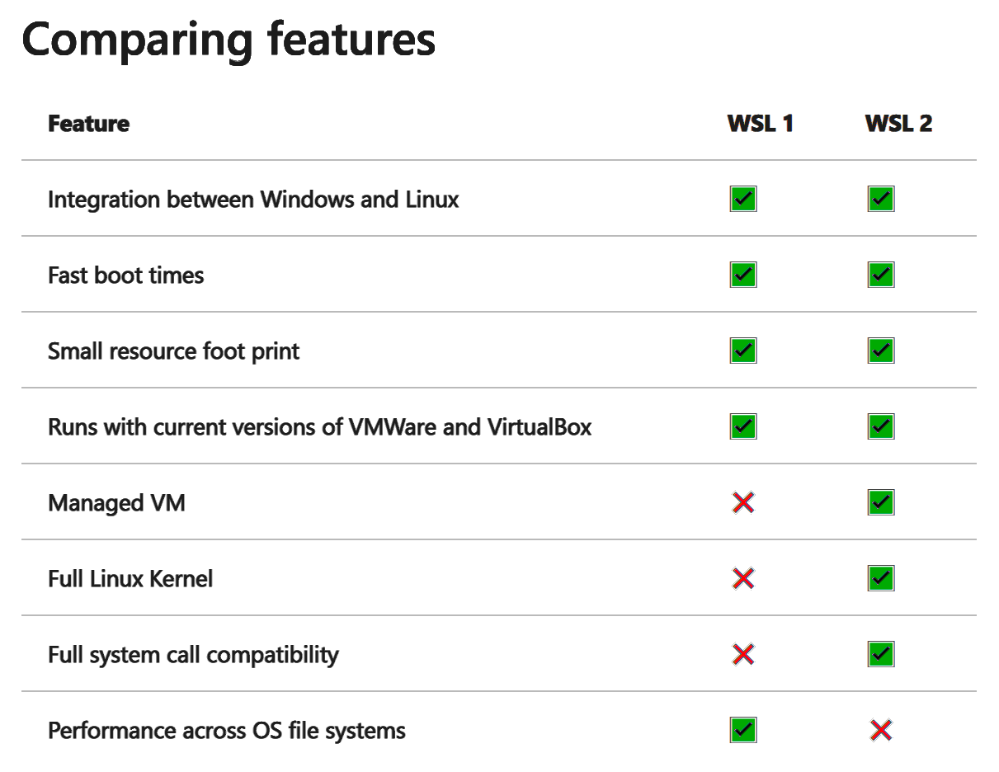 Comparing features
Feature WSL 1 WSL 2
Integration between Windows and Linux
Fast boot times
Small resource foot print
Runs with current versions of VMWare and VirtualBox
Managed VM
Full Linux Kernel
Full system call compatibility
Performance across OS file systems